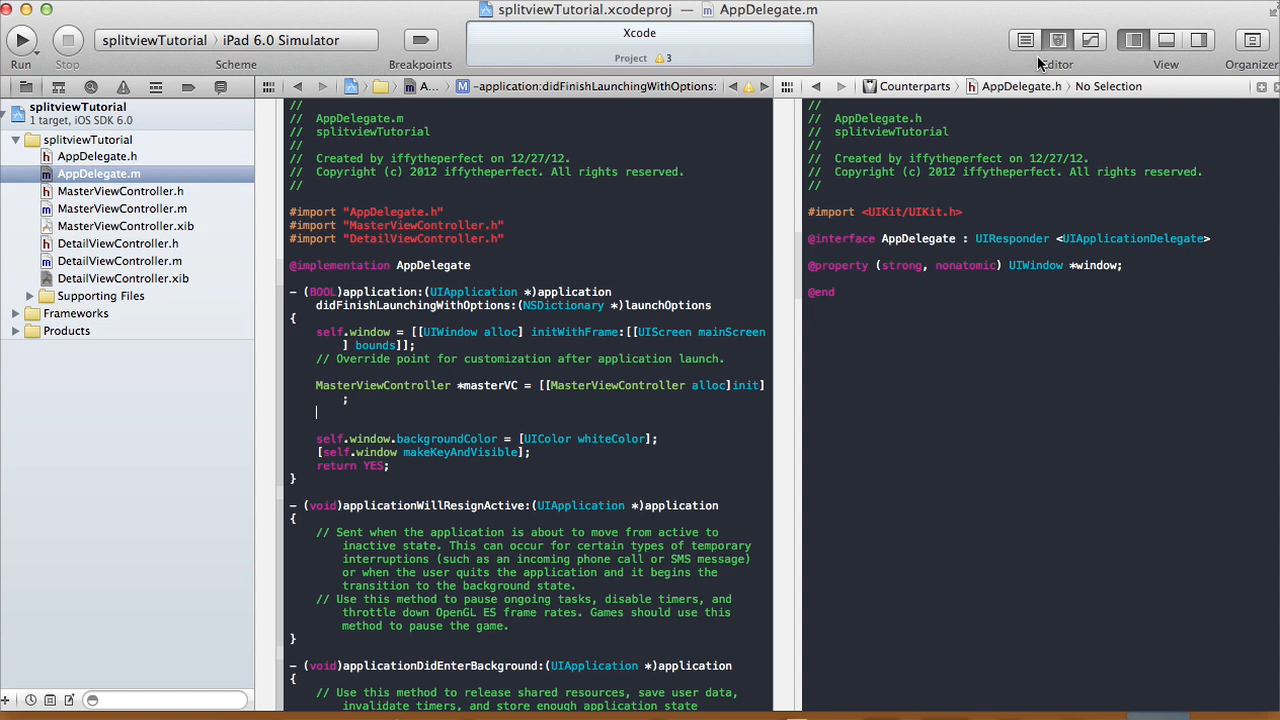 splitviewTutorial.xcodeproj — AppDelegate.m
splitviewTutorial › iPad 6.0 Simulator
Xcode
Project 3
Run Stop Scheme Breakpoints Editor View Organizer
A... -application:didFinishLaunchingWithOptions:
Counterparts AppDelegate.h No Selection
splitviewTutorial
1 target, iOS SDK 6.0
splitviewTutorial
AppDelegate.h
AppDelegate.m
MasterViewController.h
MasterViewController.m
MasterViewController.xib
DetailViewController.h
DetailViewController.m
DetailViewController.xib
Supporting Files
Frameworks
Products
//
// AppDelegate.m
// splitviewTutorial
//
// Created by iffytheperfect on 12/27/12.
// Copyright (c) 2012 iffytheperfect. All rights reserved.
//
#import "AppDelegate.h"
#import "MasterViewController.h"
#import "DetailViewController.h"
@implementation AppDelegate
- (BOOL)application:(UIApplication *)application
didFinishLaunchingWithOptions:(NSDictionary *)launchOptions
{
self.window = [[UIWindow alloc] initWithFrame:[[UIScreen mainScreen
] bounds]];
// Override point for customization after application launch.
MasterViewController *masterVC = [[MasterViewController alloc]init]
;
self.window.backgroundColor = [UIColor whiteColor];
[self.window makeKeyAndVisible];
return YES;
}
- (void)applicationWillResignActive:(UIApplication *)application
{
// Sent when the application is about to move from active to
inactive state. This can occur for certain types of temporary
interruptions (such as an incoming phone call or SMS message)
or when the user quits the application and it begins the
transition to the background state.
// Use this method to pause ongoing tasks, disable timers, and
throttle down OpenGL ES frame rates. Games should use this
method to pause the game.
}
- (void)applicationDidEnterBackground:(UIApplication *)application
{
// Use this method to release shared resources, save user data,
invalidate timers, and store enough application state
//
// AppDelegate.h
// splitviewTutorial
//
// Created by iffytheperfect on 12/27/12.
// Copyright (c) 2012 iffytheperfect. All rights reserved.
//
#import <UIKit/UIKit.h>
@interface AppDelegate : UIResponder <UIApplicationDelegate>
@property (strong, nonatomic) UIWindow *window;
@end